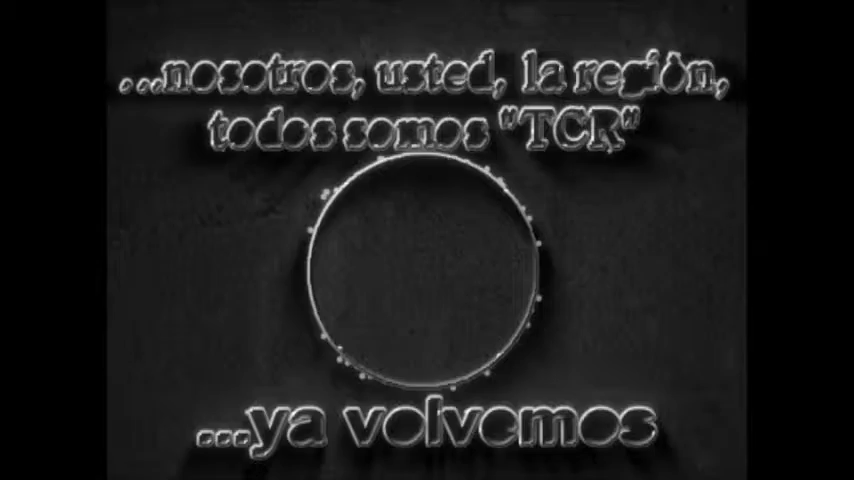 ...nosotros, usted, la región,
todos somos "TCR"
...ya volvemos